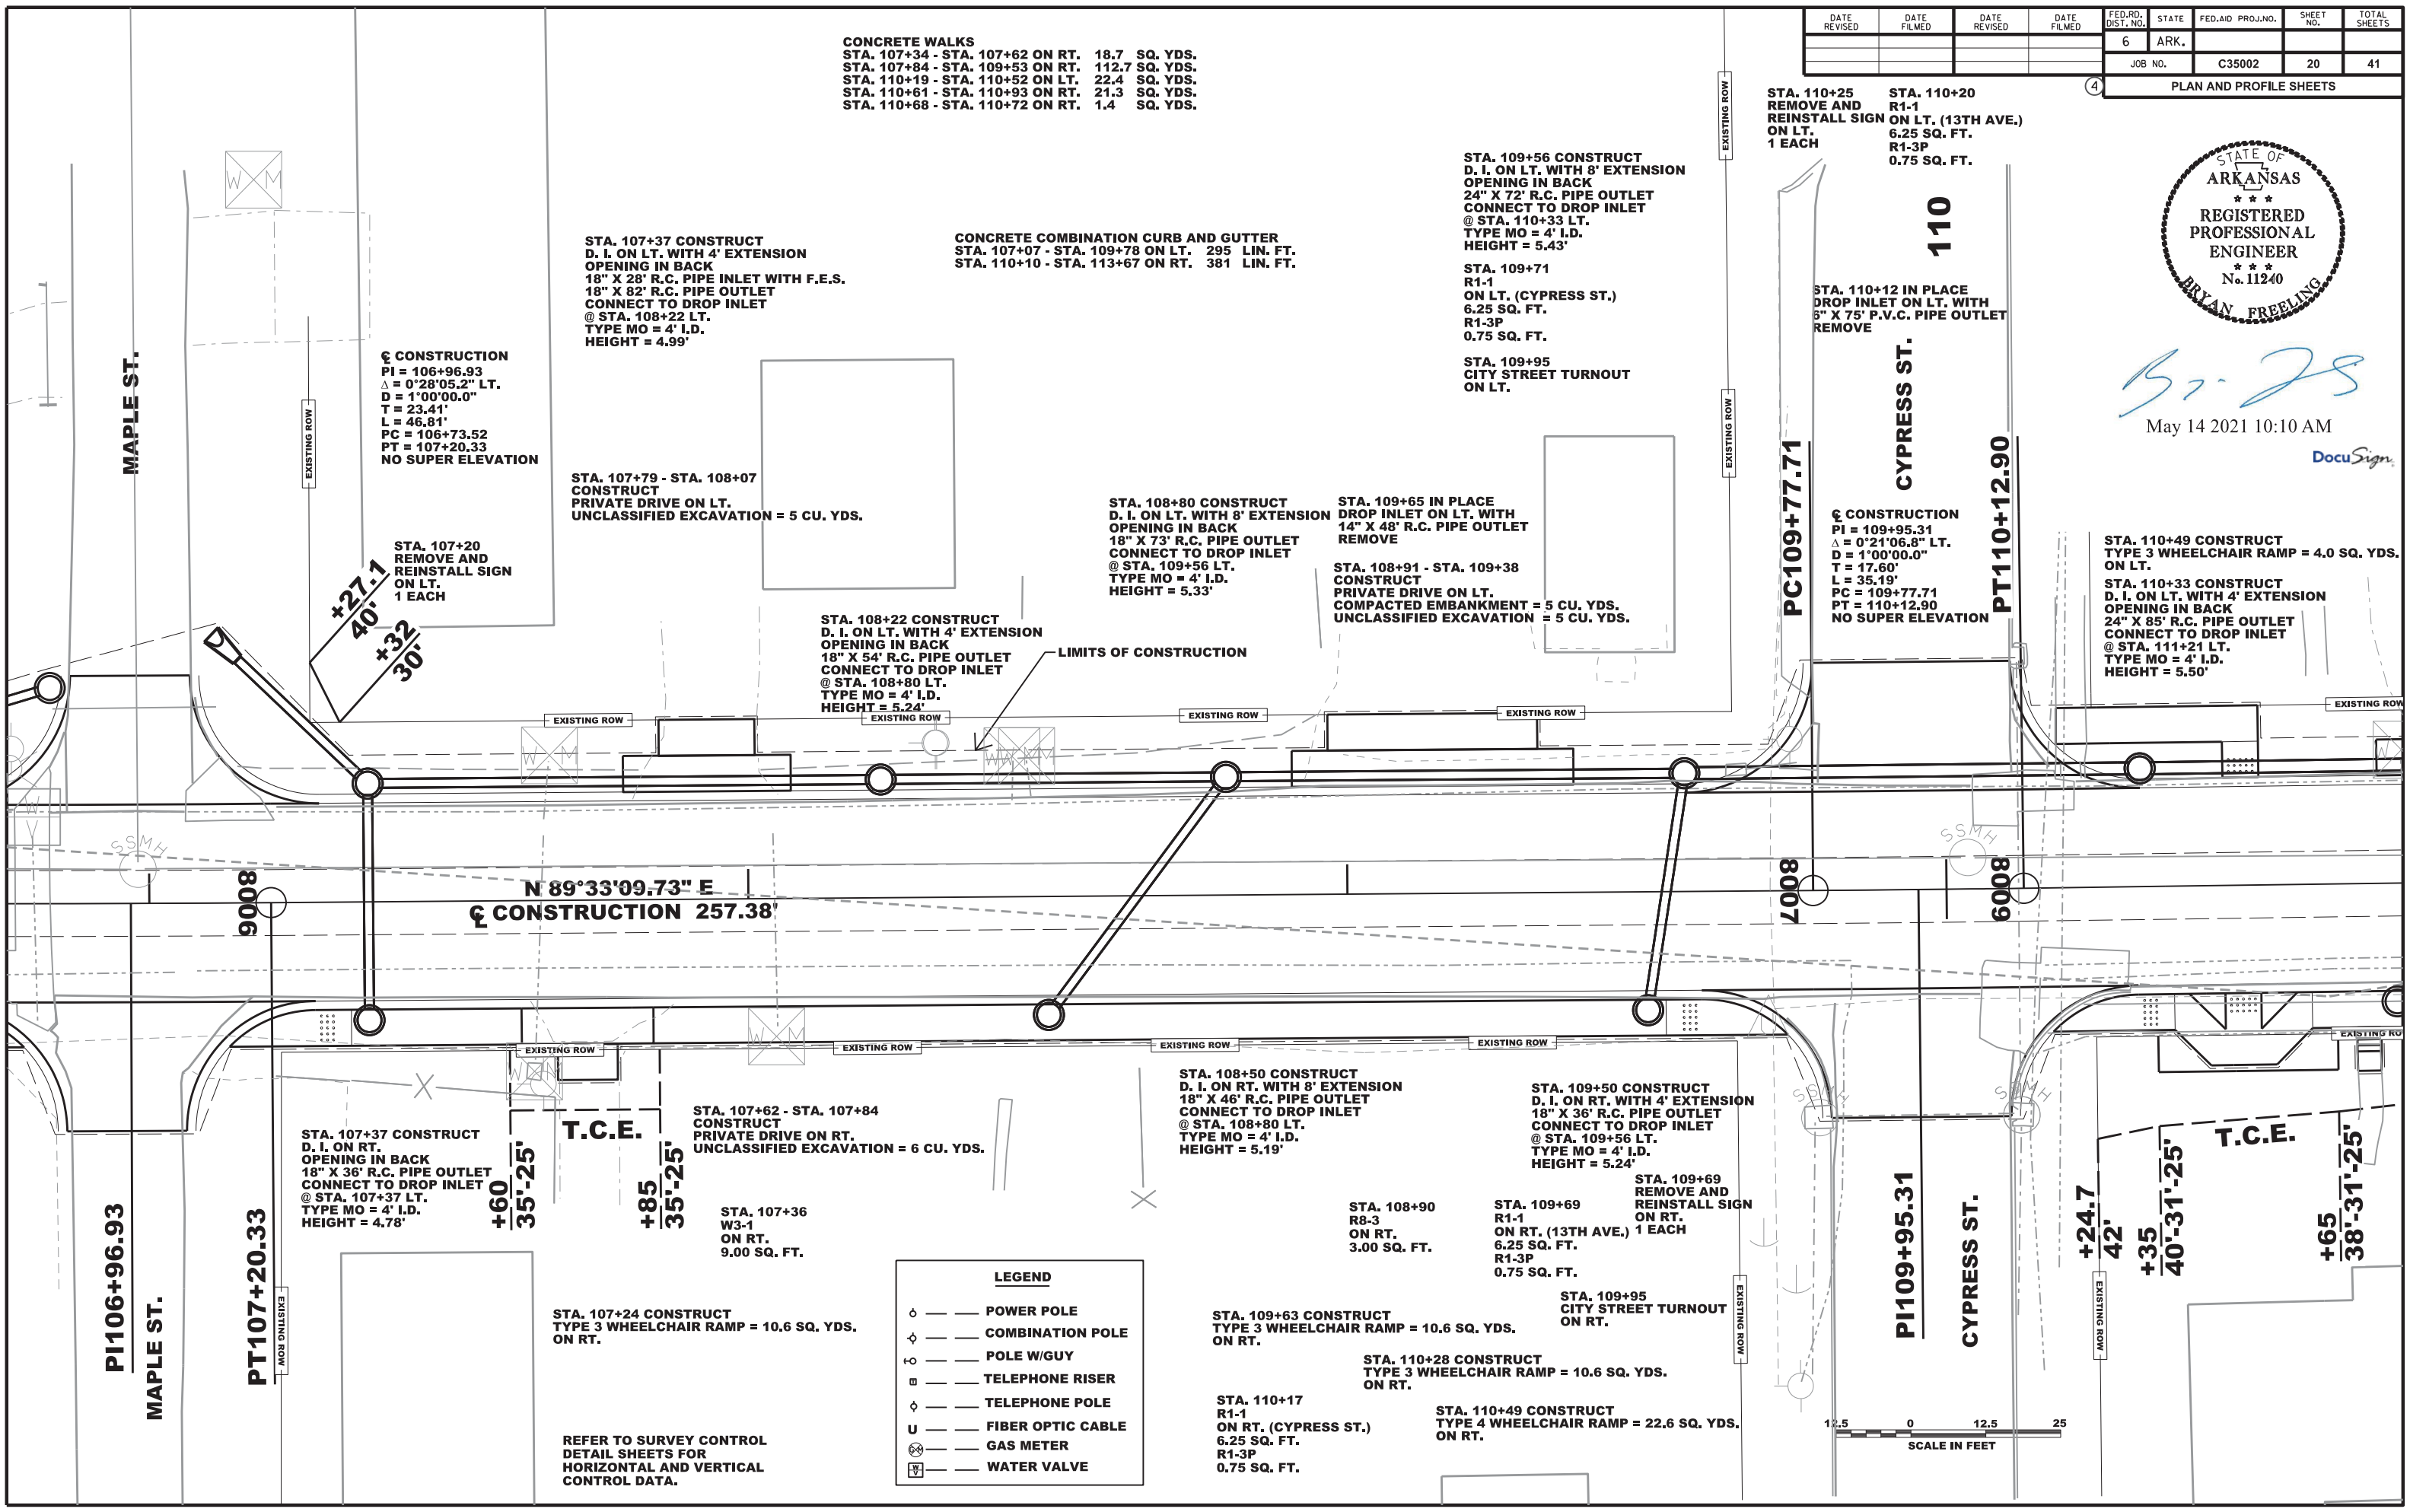 DATE REVISED
DATE FILMED
DATE REVISED
DATE FILMED
FED.RD. DIST. NO.
STATE
FED.AID PROJ.NO.
SHEET NO.
TOTAL SHEETS
6
ARK.
JOB NO.
C35002
20
41
4
PLAN AND PROFILE SHEETS
CONCRETE WALKS
STA. 107+34 - STA. 107+62 ON RT. 18.7 SQ. YDS.
STA. 107+84 - STA. 109+53 ON RT. 112.7 SQ. YDS.
STA. 110+19 - STA. 110+52 ON LT. 22.4 SQ. YDS.
STA. 110+61 - STA. 110+93 ON RT. 21.3 SQ. YDS.
STA. 110+68 - STA. 110+72 ON RT. 1.4 SQ. YDS.
CONCRETE COMBINATION CURB AND GUTTER
STA. 107+07 - STA. 109+78 ON LT. 295 LIN. FT.
STA. 110+10 - STA. 113+67 ON RT. 381 LIN. FT.
STA. 110+25
REMOVE AND
REINSTALL SIGN
ON LT.
1 EACH
STA. 110+20
R1-1
ON LT. (13TH AVE.)
6.25 SQ. FT.
R1-3P
0.75 SQ. FT.
STATE OF
ARKANSAS
* * *
REGISTERED
PROFESSIONAL
ENGINEER
* * *
No. 11240
BRYAN FREELING
May 14 2021 10:10 AM
DocuSign
STA. 109+56 CONSTRUCT
D. I. ON LT. WITH 8' EXTENSION
OPENING IN BACK
24" X 72' R.C. PIPE OUTLET
CONNECT TO DROP INLET
@ STA. 110+33 LT.
TYPE MO = 4' I.D.
HEIGHT = 5.43'
STA. 109+71
R1-1
ON LT. (CYPRESS ST.)
6.25 SQ. FT.
R1-3P
0.75 SQ. FT.
STA. 109+95
CITY STREET TURNOUT
ON LT.
110
STA. 110+12 IN PLACE
DROP INLET ON LT. WITH
6" X 75' P.V.C. PIPE OUTLET
REMOVE
STA. 107+37 CONSTRUCT
D. I. ON LT. WITH 4' EXTENSION
OPENING IN BACK
18" X 28' R.C. PIPE INLET WITH F.E.S.
18" X 82' R.C. PIPE OUTLET
CONNECT TO DROP INLET
@ STA. 108+22 LT.
TYPE MO = 4' I.D.
HEIGHT = 4.99'
WM
MAPLE ST.
EXISTING ROW
EXISTING ROW
EXISTING ROW
℄ CONSTRUCTION
PI = 106+96.93
Δ = 0°28'05.2" LT.
D = 1°00'00.0"
T = 23.41'
L = 46.81'
PC = 106+73.52
PT = 107+20.33
NO SUPER ELEVATION
STA. 107+79 - STA. 108+07
CONSTRUCT
PRIVATE DRIVE ON LT.
UNCLASSIFIED EXCAVATION = 5 CU. YDS.
STA. 107+20
REMOVE AND
REINSTALL SIGN
ON LT.
1 EACH
+27.1
40'
+32
30'
STA. 108+22 CONSTRUCT
D. I. ON LT. WITH 4' EXTENSION
OPENING IN BACK
18" X 54' R.C. PIPE OUTLET
CONNECT TO DROP INLET
@ STA. 108+80 LT.
TYPE MO = 4' I.D.
HEIGHT = 5.24'
LIMITS OF CONSTRUCTION
STA. 108+80 CONSTRUCT
D. I. ON LT. WITH 8' EXTENSION
OPENING IN BACK
18" X 73' R.C. PIPE OUTLET
CONNECT TO DROP INLET
@ STA. 109+56 LT.
TYPE MO = 4' I.D.
HEIGHT = 5.33'
STA. 109+65 IN PLACE
DROP INLET ON LT. WITH
14" X 48' R.C. PIPE OUTLET
REMOVE
STA. 108+91 - STA. 109+38
CONSTRUCT
PRIVATE DRIVE ON LT.
COMPACTED EMBANKMENT = 5 CU. YDS.
UNCLASSIFIED EXCAVATION = 5 CU. YDS.
PC109+77.71
CYPRESS ST.
PT110+12.90
℄ CONSTRUCTION
PI = 109+95.31
Δ = 0°21'06.8" LT.
D = 1°00'00.0"
T = 17.60'
L = 35.19'
PC = 109+77.71
PT = 110+12.90
NO SUPER ELEVATION
STA. 110+49 CONSTRUCT
TYPE 3 WHEELCHAIR RAMP = 4.0 SQ. YDS.
ON LT.
STA. 110+33 CONSTRUCT
D. I. ON LT. WITH 4' EXTENSION
OPENING IN BACK
24" X 85' R.C. PIPE OUTLET
CONNECT TO DROP INLET
@ STA. 111+21 LT.
TYPE MO = 4' I.D.
HEIGHT = 5.50'
EXISTING ROW
EXISTING ROW
EXISTING ROW
EXISTING ROW
EXISTING ROW
SSMH
SSMH
8006
N 89°33'09.73" E
℄ CONSTRUCTION 257.38'
8007
8009
EXISTING ROW
EXISTING ROW
EXISTING ROW
EXISTING ROW
EXISTING RO
WM
SSMH
SSMH
STA. 107+37 CONSTRUCT
D. I. ON RT.
OPENING IN BACK
18" X 36' R.C. PIPE OUTLET
CONNECT TO DROP INLET
@ STA. 107+37 LT.
TYPE MO = 4' I.D.
HEIGHT = 4.78'
T.C.E.
+60
35'-25'
+85
35'-25'
STA. 107+62 - STA. 107+84
CONSTRUCT
PRIVATE DRIVE ON RT.
UNCLASSIFIED EXCAVATION = 6 CU. YDS.
STA. 107+36
W3-1
ON RT.
9.00 SQ. FT.
STA. 108+50 CONSTRUCT
D. I. ON RT. WITH 8' EXTENSION
18" X 46' R.C. PIPE OUTLET
CONNECT TO DROP INLET
@ STA. 108+80 LT.
TYPE MO = 4' I.D.
HEIGHT = 5.19'
STA. 109+50 CONSTRUCT
D. I. ON RT. WITH 4' EXTENSION
18" X 36' R.C. PIPE OUTLET
CONNECT TO DROP INLET
@ STA. 109+56 LT.
TYPE MO = 4' I.D.
HEIGHT = 5.24'
STA. 109+69
REMOVE AND
REINSTALL SIGN
ON RT.
1 EACH
STA. 108+90
R8-3
ON RT.
3.00 SQ. FT.
STA. 109+69
R1-1
ON RT. (13TH AVE.)
6.25 SQ. FT.
R1-3P
0.75 SQ. FT.
PI106+96.93
MAPLE ST.
PT107+20.33
EXISTING ROW
STA. 107+24 CONSTRUCT
TYPE 3 WHEELCHAIR RAMP = 10.6 SQ. YDS.
ON RT.
REFER TO SURVEY CONTROL
DETAIL SHEETS FOR
HORIZONTAL AND VERTICAL
CONTROL DATA.
LEGEND
POWER POLE
COMBINATION POLE
POLE W/GUY
TELEPHONE RISER
TELEPHONE POLE
U FIBER OPTIC CABLE
GM GAS METER
WV WATER VALVE
STA. 109+63 CONSTRUCT
TYPE 3 WHEELCHAIR RAMP = 10.6 SQ. YDS.
ON RT.
STA. 109+95
CITY STREET TURNOUT
ON RT.
STA. 110+28 CONSTRUCT
TYPE 3 WHEELCHAIR RAMP = 10.6 SQ. YDS.
ON RT.
STA. 110+17
R1-1
ON RT. (CYPRESS ST.)
6.25 SQ. FT.
R1-3P
0.75 SQ. FT.
STA. 110+49 CONSTRUCT
TYPE 4 WHEELCHAIR RAMP = 22.6 SQ. YDS.
ON RT.
EXISTING ROW
PI109+95.31
CYPRESS ST.
EXISTING ROW
+24.7
42'
+35
40'-31'-25'
T.C.E.
+65
38'-31'-25'
12.5 0 12.5 25
SCALE IN FEET